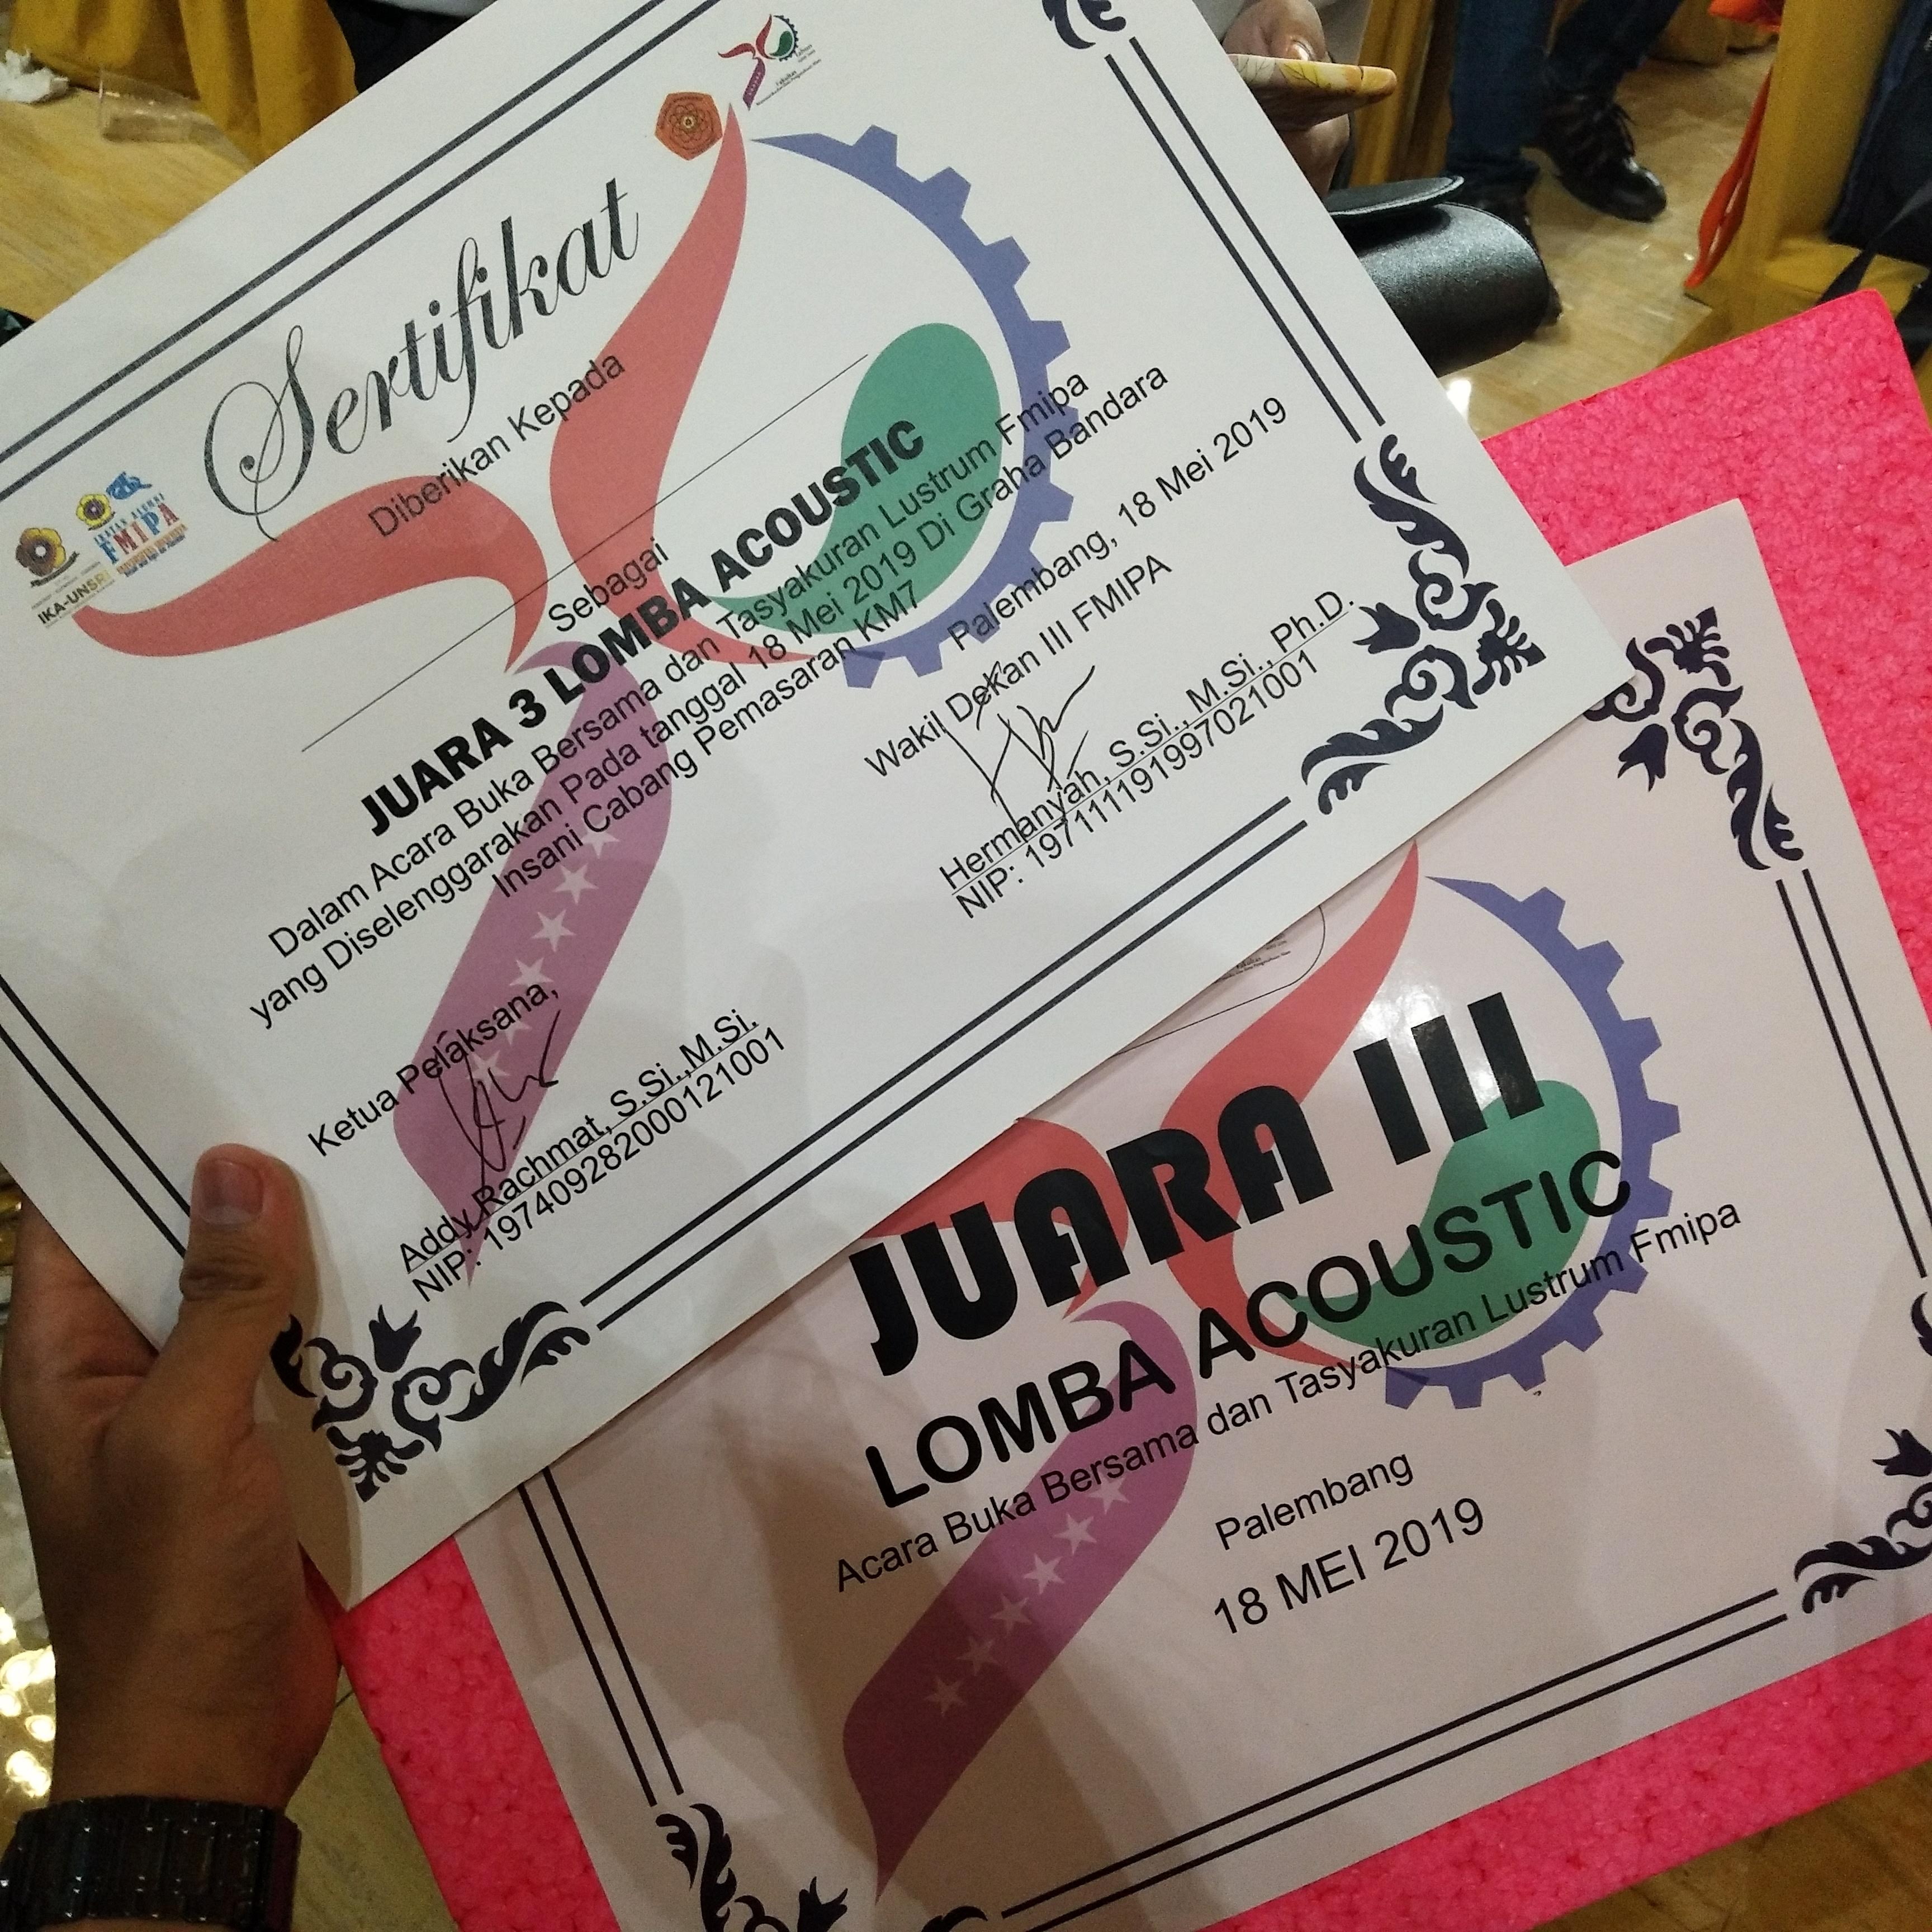 IKA-UNSRI
IKATAN ALUMNI
FMIPA
Sertifikat
Diberikan Kepada
Sebagai
JUARA 3 LOMBA ACOUSTIC
Dalam Acara Buka Bersama dan Tasyakuran Lustrum Fmipa
yang Diselenggarakan Pada tanggal 18 Mei 2019 Di Graha Bandara
Insani Cabang Pemasaran KM7
Palembang, 18 Mei 2019
Wakil Dekan III FMIPA
Hermanyah, S.Si., M.Si., Ph.D.
NIP: 197111191997021001
Ketua Pelaksana,
Addy Rachmat, S.Si.,M.Si.
NIP: 197409282000121001
JUARA III
LOMBA ACOUSTIC
Acara Buka Bersama dan Tasyakuran Lustrum Fmipa
Palembang
18 MEI 2019